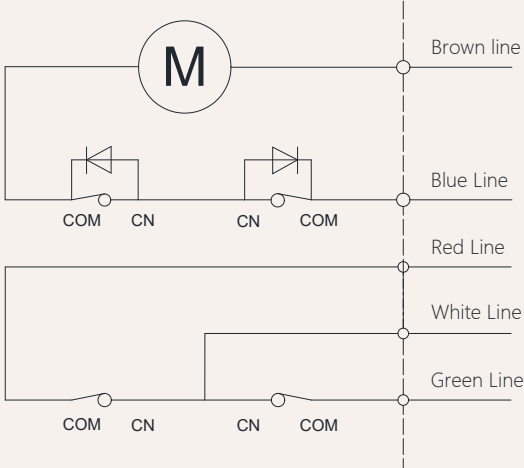 M
Brown line
Blue Line
COM CN CN COM
Red Line
White Line
Green Line
COM CN CN COM